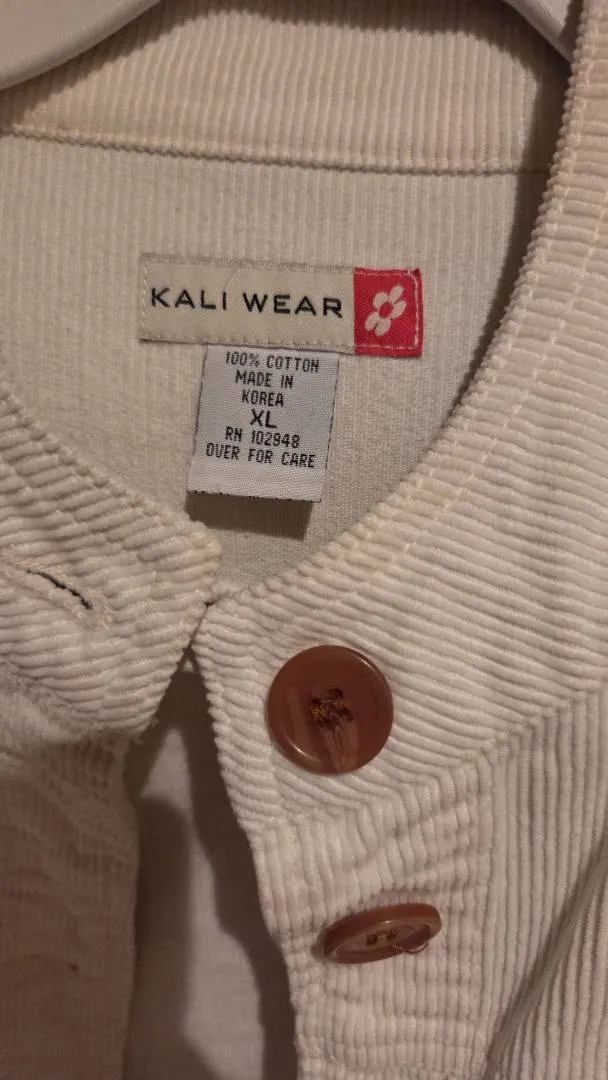 KALI WEAR
100% COTTON
MADE IN
KOREA
XL
RN 102948
OVER FOR CARE